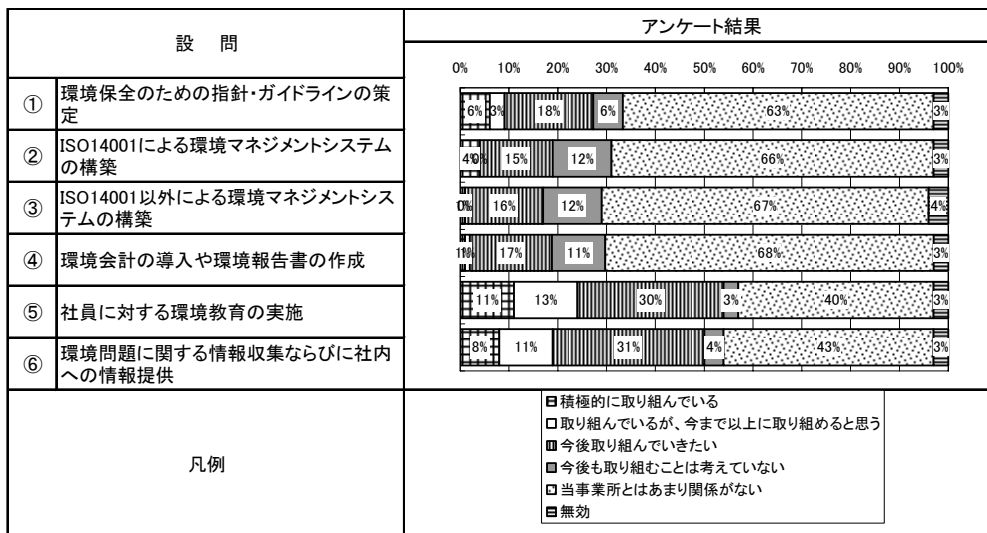 設　問
アンケート結果
0% 10% 20% 30% 40% 50% 60% 70% 80% 90% 100%
① 環境保全のための指針・ガイドラインの策
定
6% 3% 18% 6% 63% 3%
② ISO14001による環境マネジメントシステム
の構築
4% 0% 15% 12% 66% 3%
③ ISO14001以外による環境マネジメントシス
テムの構築
16% 12% 67% 4%
④ 環境会計の導入や環境報告書の作成
17% 11% 68% 3%
⑤ 社員に対する環境教育の実施
11% 13% 30% 3% 40% 3%
⑥ 環境問題に関する情報収集ならびに社内
への情報提供
8% 11% 31% 4% 43% 3%
凡例
積極的に取り組んでいる
取り組んでいるが、今まで以上に取り組めると思う
今後取り組んでいきたい
今後も取り組むことは考えていない
当事業所とはあまり関係がない
無効